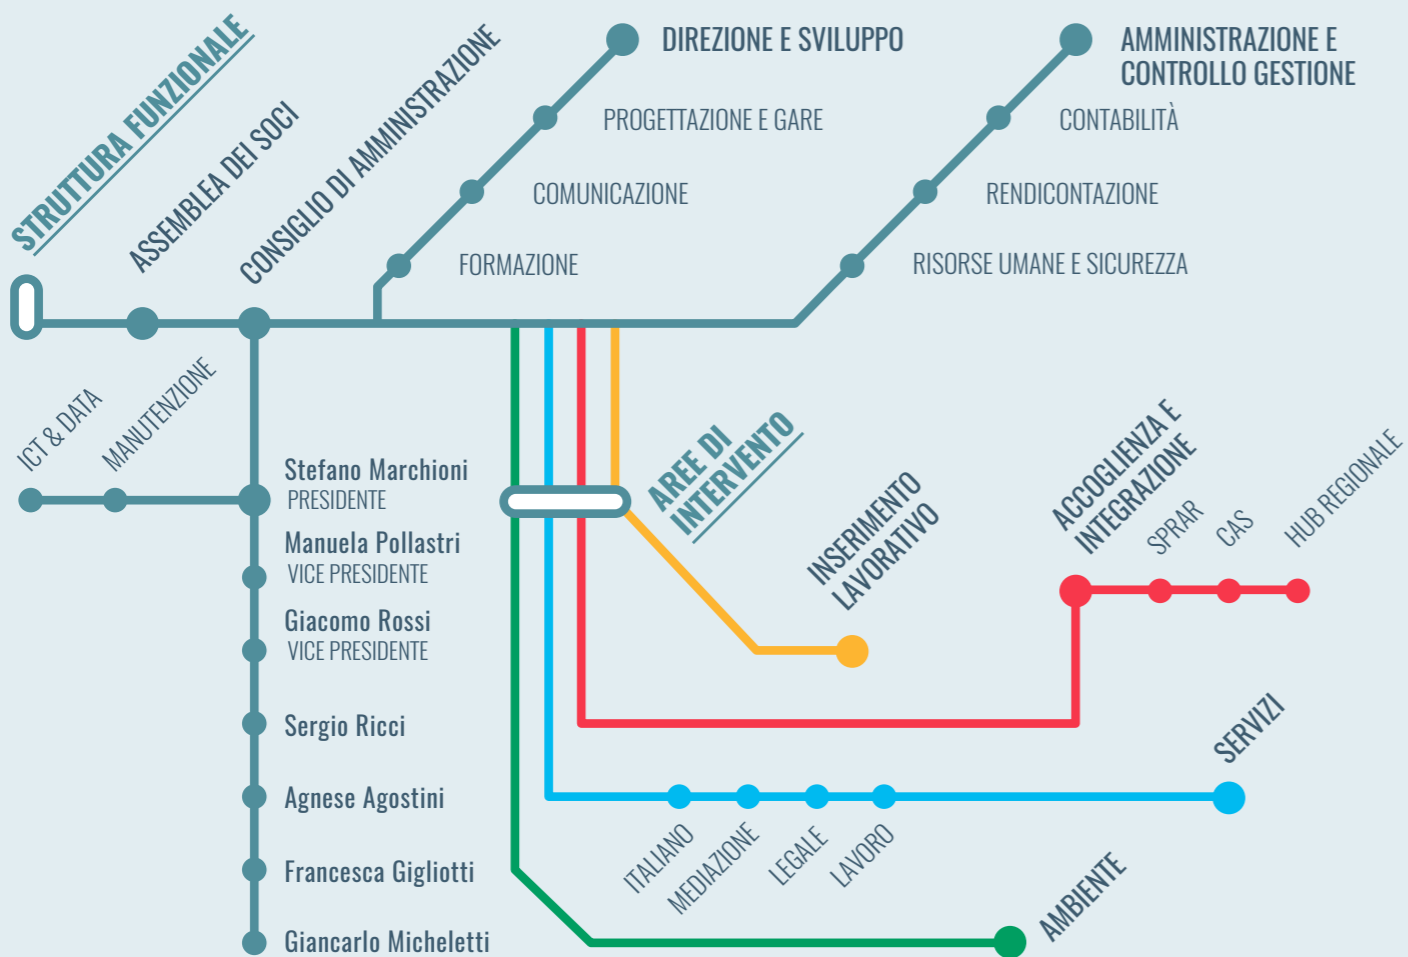 STRUTTURA FUNZIONALE
ASSEMBLEA DEI SOCI
CONSIGLIO DI AMMINISTRAZIONE
DIREZIONE E SVILUPPO
PROGETTAZIONE E GARE
COMUNICAZIONE
FORMAZIONE
AMMINISTRAZIONE E
CONTROLLO GESTIONE
CONTABILITÀ
RENDICONTAZIONE
RISORSE UMANE E SICUREZZA
ICT & DATA
MANUTENZIONE
Stefano Marchioni
PRESIDENTE
Manuela Pollastri
VICE PRESIDENTE
Giacomo Rossi
VICE PRESIDENTE
Sergio Ricci
Agnese Agostini
Francesca Gigliotti
Giancarlo Micheletti
AREE DI
INTERVENTO
INSERIMENTO
LAVORATIVO
ACCOGLIENZA E
INTEGRAZIONE
SPRAR
CAS
HUB REGIONALE
SERVIZI
ITALIANO
MEDIAZIONE
LEGALE
LAVORO
AMBIENTE